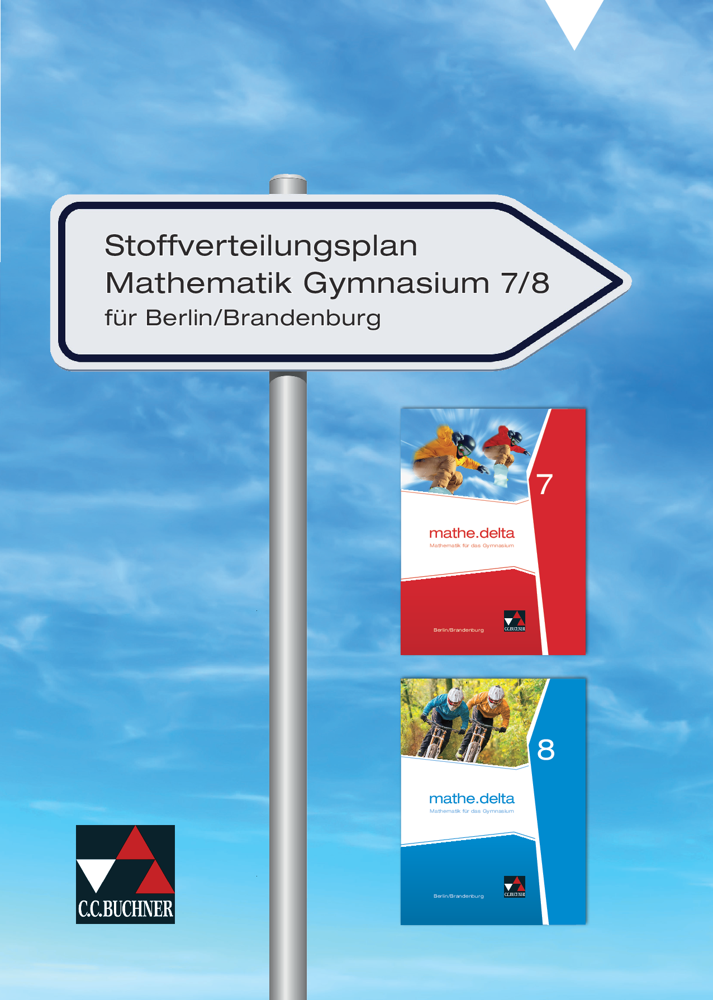 Stoffverteilungsplan
Mathematik Gymnasium 7/8
für Berlin/Brandenburg
7
mathe.delta
Mathematik für das Gymnasium
Berlin/Brandenburg
C.C.BUCHNER
8
mathe.delta
Mathematik für das Gymnasium
Berlin/Brandenburg
C.C.BUCHNER
C.C.BUCHNER